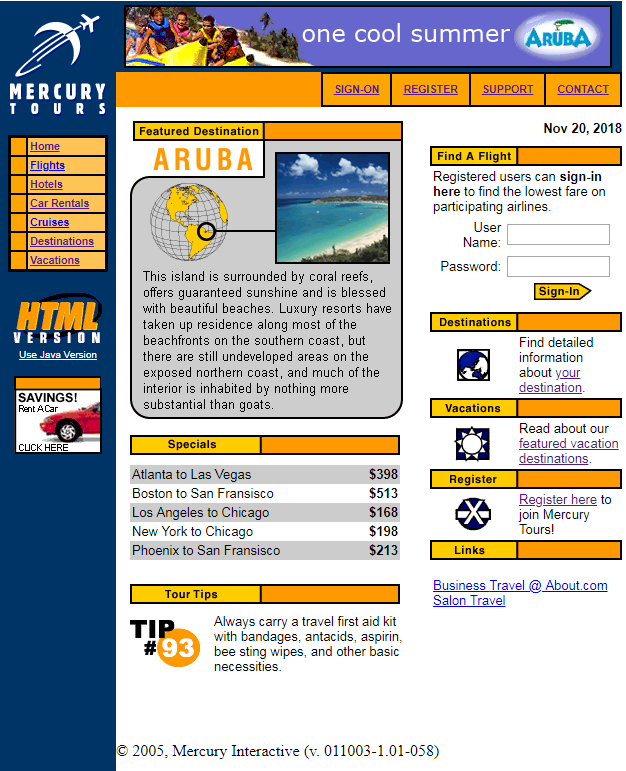 MERCURY
TOURS
one cool summer ARUBA
SIGN-ON REGISTER SUPPORT CONTACT
Home
Flights
Hotels
Car Rentals
Cruises
Destinations
Vacations
HTML
VERSION
Use Java Version
SAVINGS!
Rent A Car
CLICK HERE
Featured Destination
ARUBA
This island is surrounded by coral reefs,
offers guaranteed sunshine and is blessed
with beautiful beaches. Luxury resorts have
taken up residence along most of the
beachfronts on the southern coast, but
there are still undeveloped areas on the
exposed northern coast, and much of the
interior is inhabited by nothing more
substantial than goats.
Specials
Atlanta to Las Vegas $398
Boston to San Fransisco $513
Los Angeles to Chicago $168
New York to Chicago $198
Phoenix to San Fransisco $213
Tour Tips
TIP
#93
Always carry a travel first aid kit
with bandages, antacids, aspirin,
bee sting wipes, and other basic
necessities.
Nov 20, 2018
Find A Flight
Registered users can sign-in
here to find the lowest fare on
participating airlines.
User
Name:
Password:
Sign-In
Destinations
Find detailed
information
about your
destination.
Vacations
Read about our
featured vacation
destinations.
Register
Register here to
join Mercury
Tours!
Links
Business Travel @ About.com
Salon Travel
© 2005, Mercury Interactive (v. 011003-1.01-058)